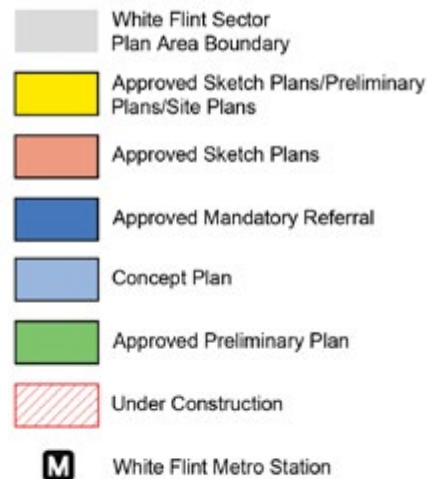 White Flint Sector
Plan Area Boundary
Approved Sketch Plans/Preliminary
Plans/Site Plans
Approved Sketch Plans
Approved Mandatory Referral
Concept Plan
Approved Preliminary Plan
Under Construction
M White Flint Metro Station